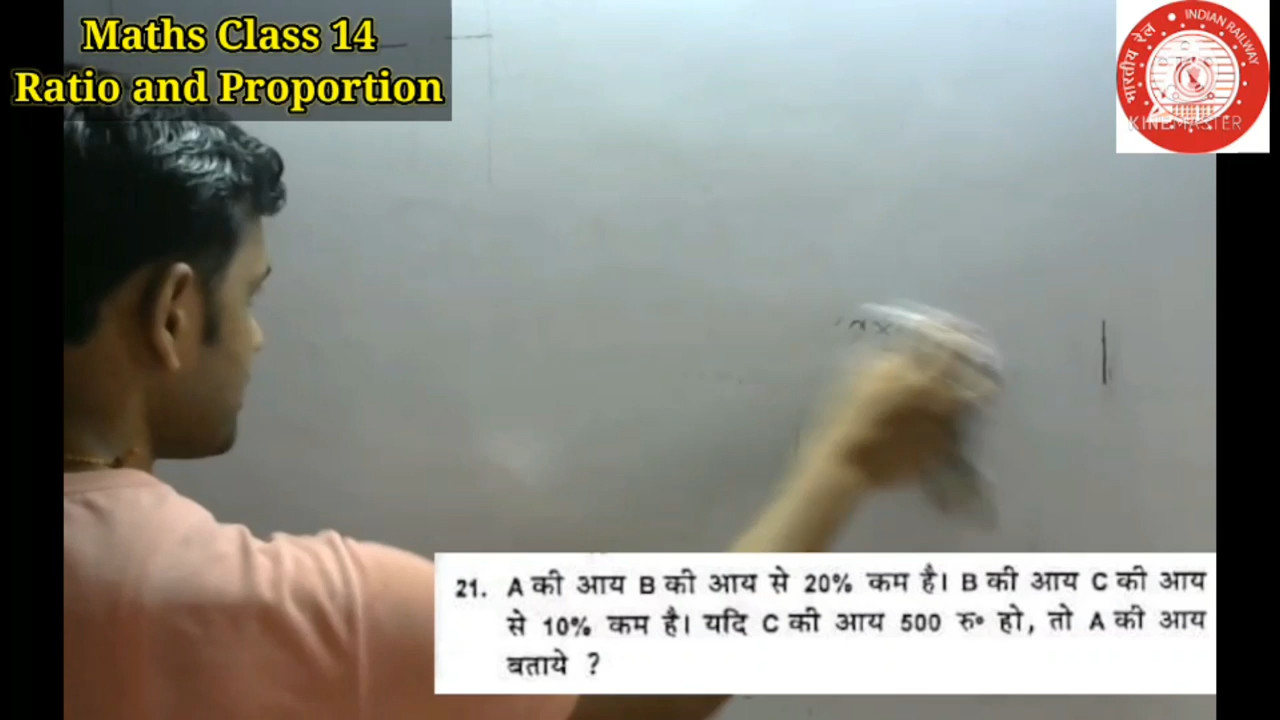 Maths Class 14
Ratio and Proportion
भारतीय रेल
INDIAN RAILWAY
KINEMASTER
21. A की आय B की आय से 20% कम है। B की आय C की आय
से 10% कम है। यदि C की आय 500 रु॰ हो, तो A की आय
बताये ?